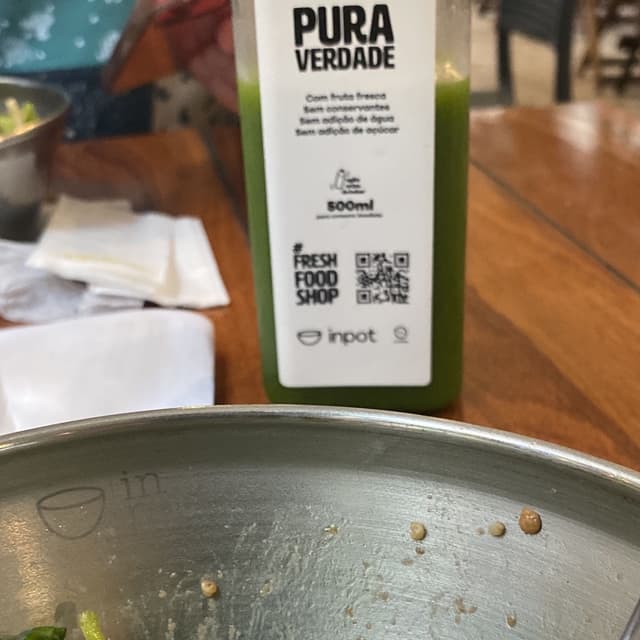 PURA
VERDADE
Com fruta fresca
Sem conservantes
Sem adição de água
Sem adição de açúcar
500ml
#
FRESH
FOOD
SHOP
inpot
in